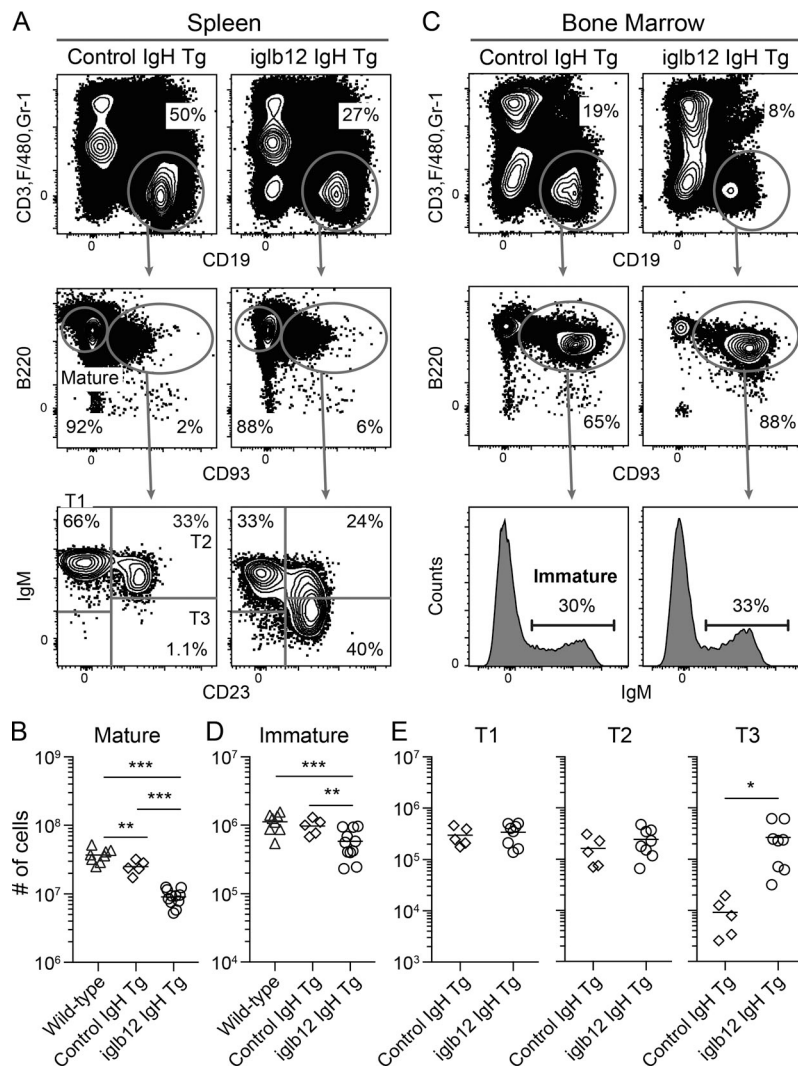 A Spleen
Control IgH Tg iglb12 IgH Tg
CD3,F/480,Gr-1
50%
27%
0
0 0
CD19
B220
Mature
92% 2%
88% 6%
0
0 0
CD93
T1
66% 33%
T2
T3
1.1%
33% 24%
40%
IgM
0
0 0
CD23
C Bone Marrow
Control IgH Tg iglb12 IgH Tg
CD3,F/480,Gr-1
19%
8%
0
0 0
CD19
B220
65%
88%
0
0 0
CD93
Counts
Immature
30%
33%
0
0 0
IgM
B Mature
# of cells
10⁹
10⁸
10⁷
10⁶
***
***
**
Wild-type
Control IgH Tg
iglb12 IgH Tg
D Immature
10⁷
10⁶
10⁵
10⁴
***
**
Wild-type
Control IgH Tg
iglb12 IgH Tg
E T1 T2 T3
10⁷
10⁶
10⁵
10⁴
10³
*
Control IgH Tg
iglb12 IgH Tg
Control IgH Tg
iglb12 IgH Tg
Control IgH Tg
iglb12 IgH Tg